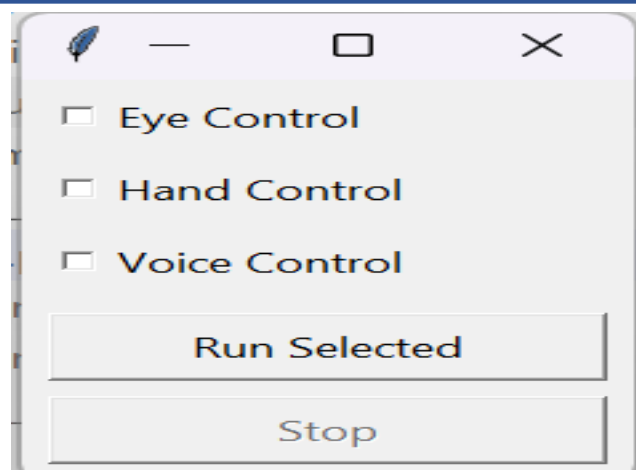 Eye Control
Hand Control
Voice Control
Run Selected
Stop